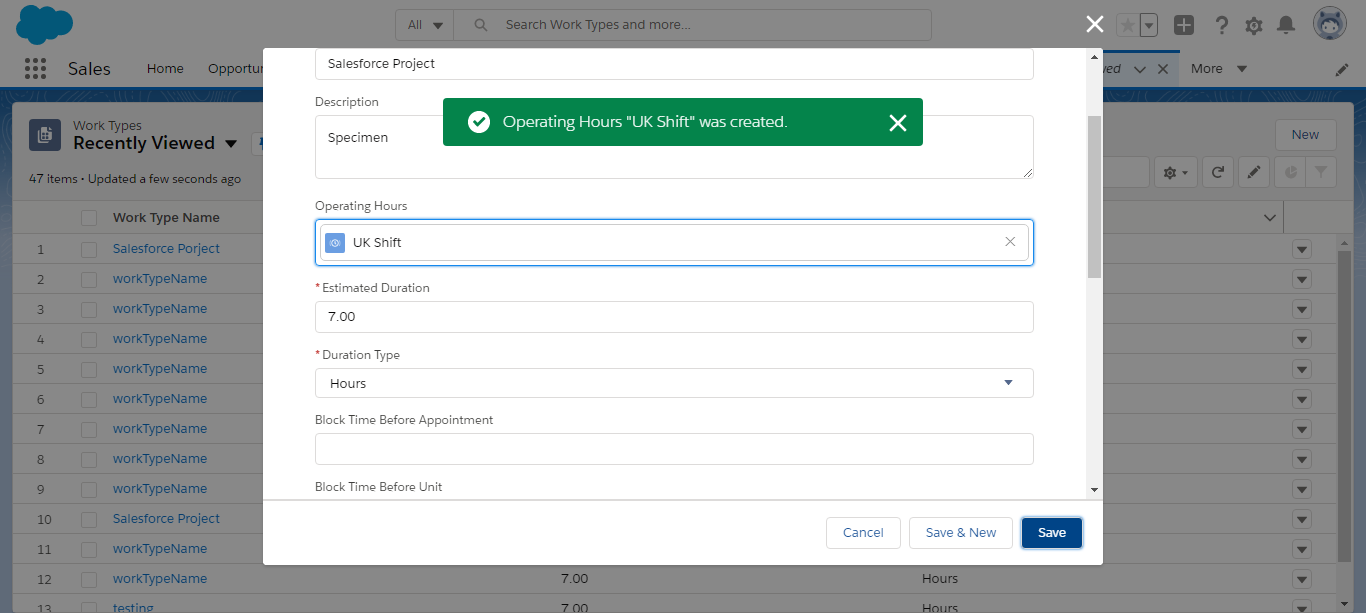 All
Search Work Types and more...
Sales
Home
More
Work Types
Recently Viewed
New
47 items • Updated a few seconds ago
Work Type Name
1 Salesforce Porject
2 workTypeName
3 workTypeName
4 workTypeName
5 workTypeName
6 workTypeName
7 workTypeName
8 workTypeName
9 workTypeName
10 Salesforce Project
11 workTypeName
12 workTypeName 7.00 Hours
13 testing 7.00 Hours
Salesforce Project
Operating Hours "UK Shift" was created.
Description
Specimen
Operating Hours
UK Shift
* Estimated Duration
7.00
* Duration Type
Hours
Block Time Before Appointment
Block Time Before Unit
Cancel
Save & New
Save